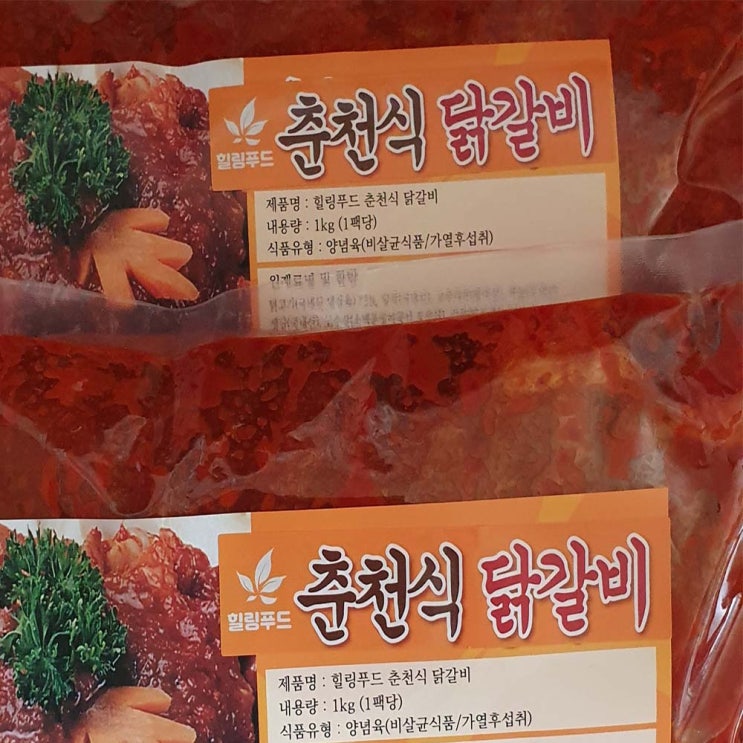 힐링푸드
춘천식 닭갈비
제품명 : 힐링푸드 춘천식 닭갈비
내용량 : 1kg (1팩당)
식품유형 : 양념육(비살균식품/가열후섭취)
및 함량
힐링푸드
춘천식 닭갈비
제품명 : 힐링푸드 춘천식 닭갈비
내용량 : 1kg (1팩당)
식품유형 : 양념육(비살균식품/가열후섭취)